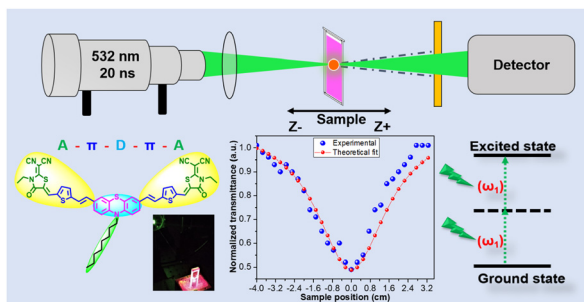 532 nm
20 ns
Detector
Sample
Z-
Z+
A - π - D - π - A
NC CN
CN CN
N
S
O
S
S
N
S
O
N
S
Normalized transmittance (a.u.)
1.0
0.9
0.8
0.7
0.6
0.5
Experimental
Theoretical fit
-4.0 -3.2 -2.4 -1.6 -0.8 0.0 0.8 1.6 2.4 3.2
Sample position (cm)
Excited state
(ω1)
(ω1)
Ground state